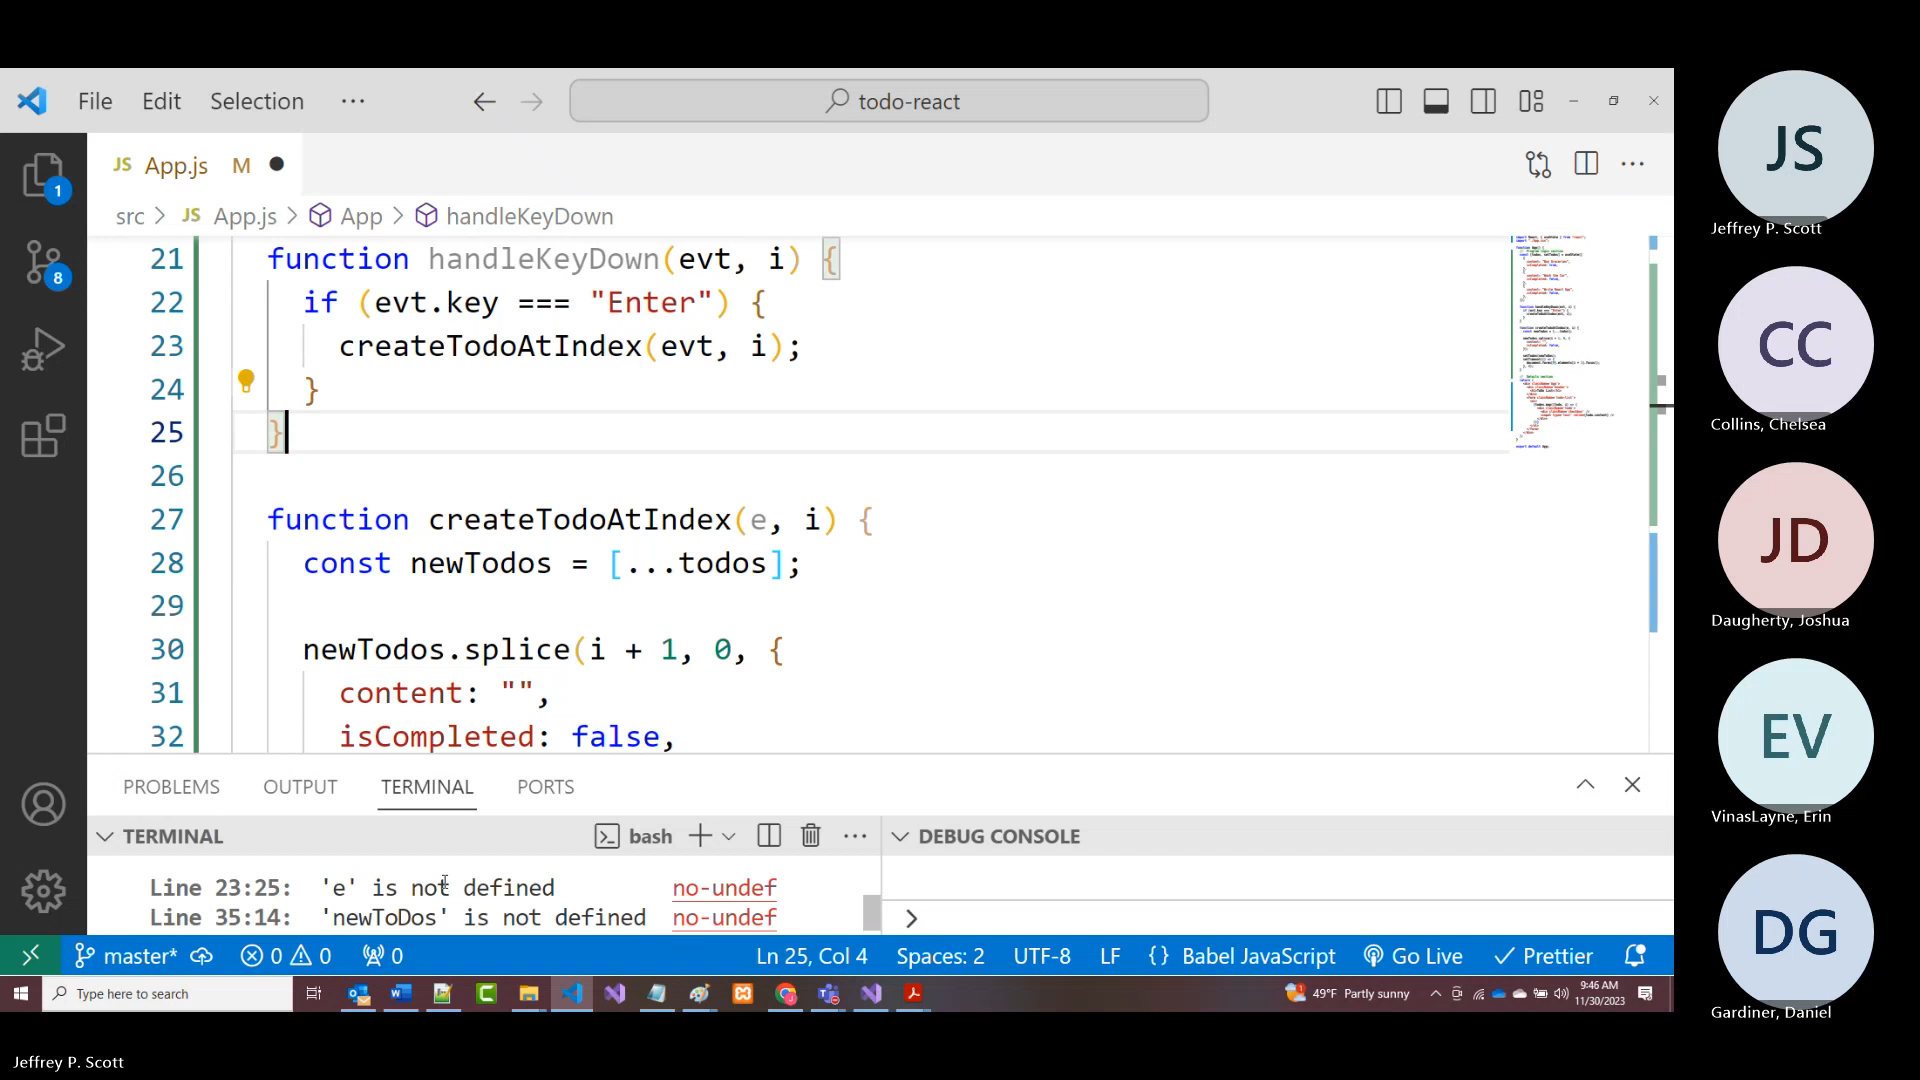 File Edit Selection ··· todo-react
JS App.js M
src > JS App.js > App > handleKeyDown
21 function handleKeyDown(evt, i) {
22 if (evt.key === "Enter") {
23 createTodoAtIndex(evt, i);
24 }
25 }
26
27 function createTodoAtIndex(e, i) {
28 const newTodos = [...todos];
29
30 newTodos.splice(i + 1, 0, {
31 content: "",
32 isCompleted: false,
PROBLEMS OUTPUT TERMINAL PORTS
TERMINAL bash
DEBUG CONSOLE
Line 23:25: 'e' is not defined no-undef
Line 35:14: 'newToDos' is not defined no-undef
>
1
8
master* 0 0 0 Ln 25, Col 4 Spaces: 2 UTF-8 LF {} Babel JavaScript Go Live Prettier
Type here to search
49°F Partly sunny
9:46 AM
11/30/2023
Jeffrey P. Scott
JS
Jeffrey P. Scott
CC
Collins, Chelsea
JD
Daugherty, Joshua
EV
VinasLayne, Erin
DG
Gardiner, Daniel